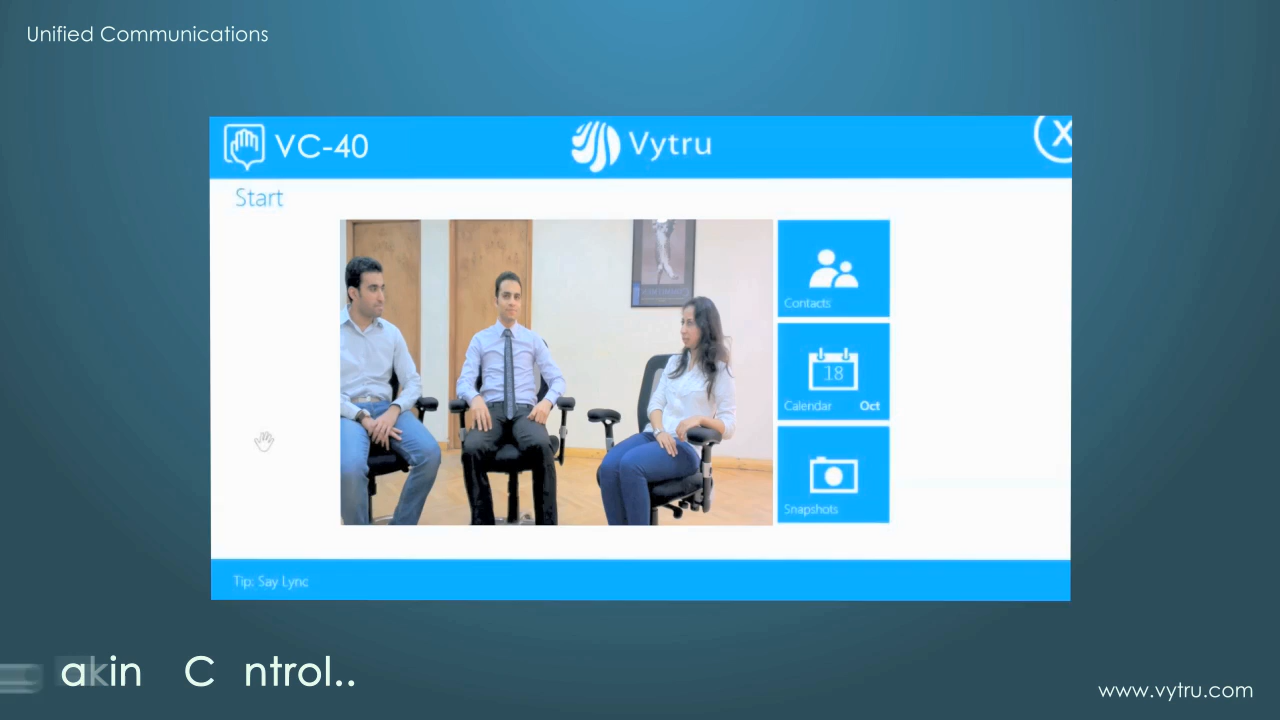 Unified Communications
VC-40
Vytru
X
Start
Contacts
18
Calendar Oct
Snapshots
Tip: Say Lync
akin C ntrol..
www.vytru.com